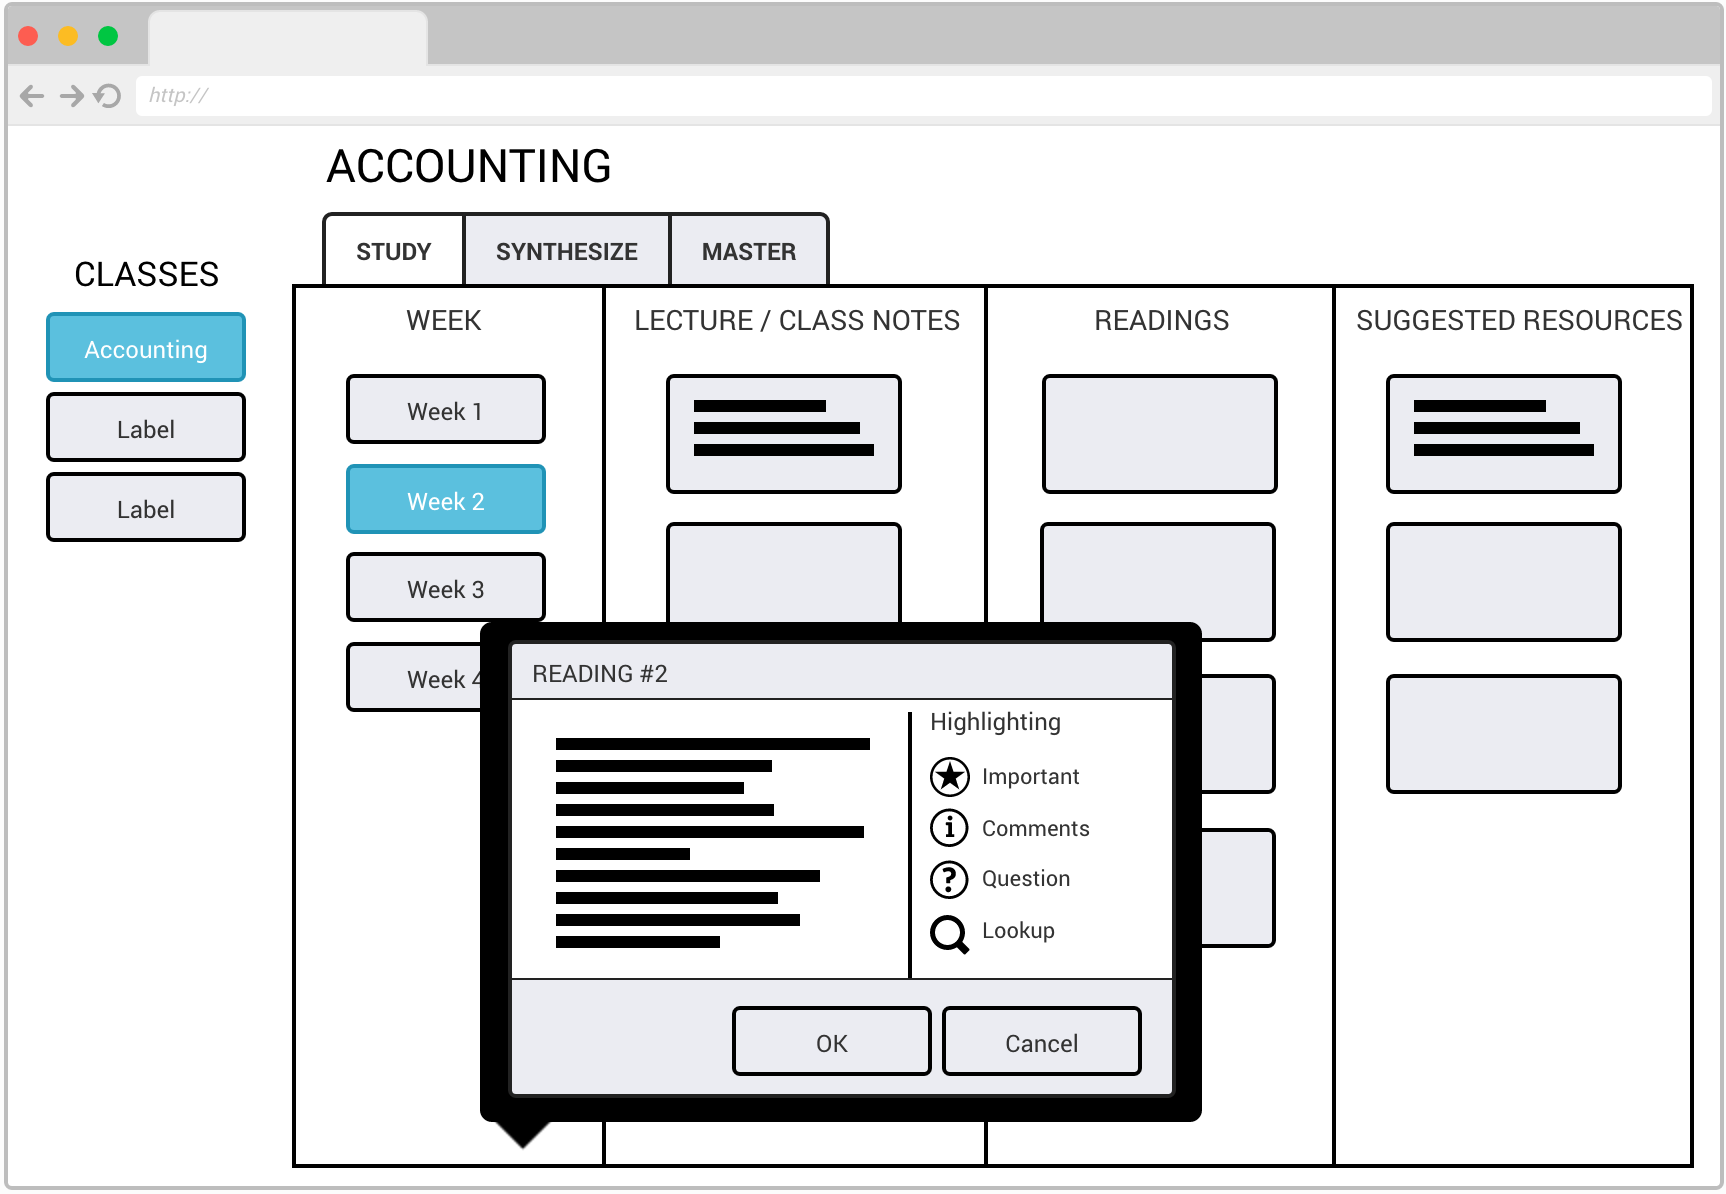 http://
ACCOUNTING
STUDY
SYNTHESIZE
MASTER
CLASSES
Accounting
Label
Label
WEEK
Week 1
Week 2
Week 3
Week 4
LECTURE / CLASS NOTES
READINGS
SUGGESTED RESOURCES
READING #2
Highlighting
Important
Comments
Question
Lookup
OK
Cancel